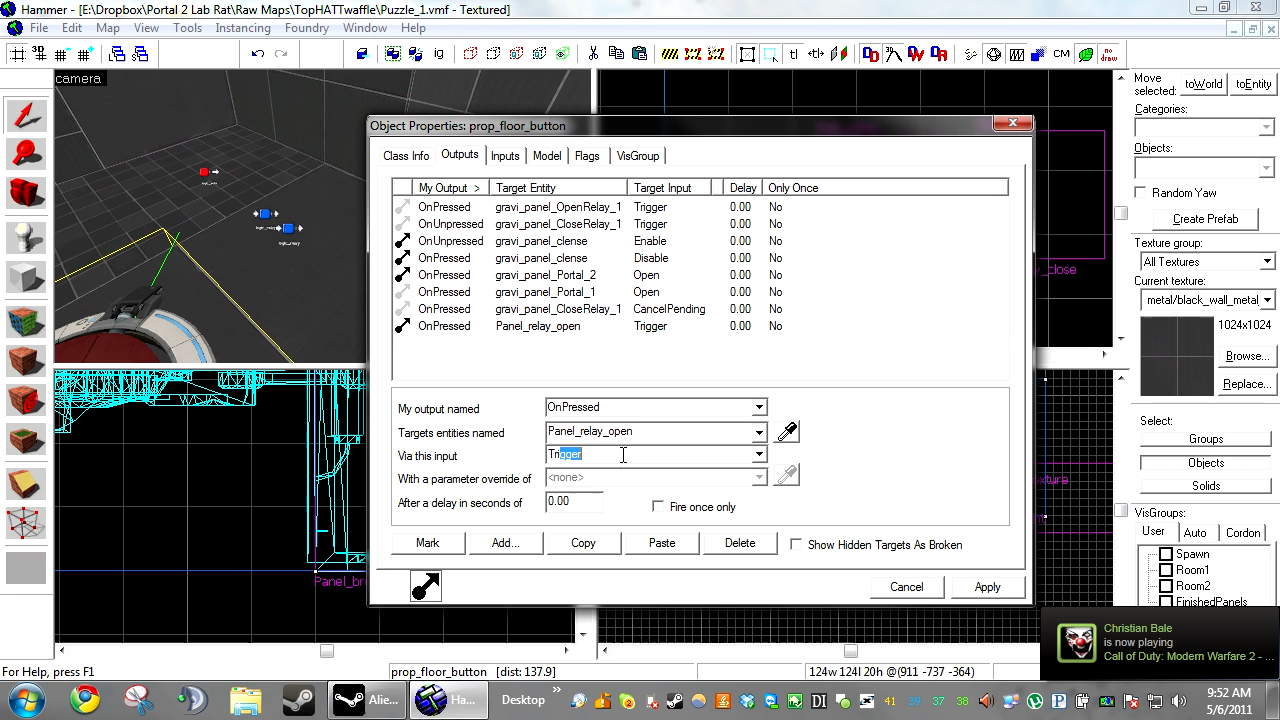 Hammer - [E:\Dropbox\Portal 2 Lab Rat\Raw Maps\TopHATTwaffle\Puzzle_1.vmf - Textured]
File Edit Map View Tools Instancing Foundry Window Help
camera
Object Properties: prop_floor_button
Class Info Outputs Inputs Model Flags VisGroup
My Output > Target Entity Target Input Delay Only Once
OnPressed gravi_panel_OpenRelay_1 Trigger 0.00 No
OnUnpressed gravi_panel_CloseRelay_1 Trigger 0.00 No
OnUnpressed gravi_panel_clense Enable 0.00 No
OnPressed gravi_panel_clense Disable 0.00 No
OnPressed gravi_panel_Portal_2 Open 0.00 No
OnPressed gravi_panel_Portal_1 Open 0.00 No
OnPressed gravi_panel_CloseRelay_1 CancelPending 0.00 No
OnPressed Panel_relay_open Trigger 0.00 No
My output named OnPressed
Targets entities named Panel_relay_open
Via this input Trigger
With a parameter override of <none>
After a delay in seconds of 0.00 Fire once only
Mark Add... Copy Paste Delete Show Hidden Targets As Broken
Cancel Apply
Move selected: toWorld toEntity
Categories:
Objects:
Random Yaw
Create Prefab
Texture group:
All Textures
Current texture:
metal/black_wall_metal_
1024x1024
Browse...
Replace...
Select:
Groups
Objects
Solids
VisGroups:
User Auto Cordon
Spawn
Room1
Room2
FinishedPanels
y_close
xture
Panel_br
Christian Bale
is now playing
Call of Duty: Modern Warfare 2 - ...
For Help, press F1 prop_floor_button [dist: 137.9] 124w 124l 20h @(911 -737 -364)
Alie... Ha... Desktop » DI 41 39 37 38
9:52 AM
5/6/2011